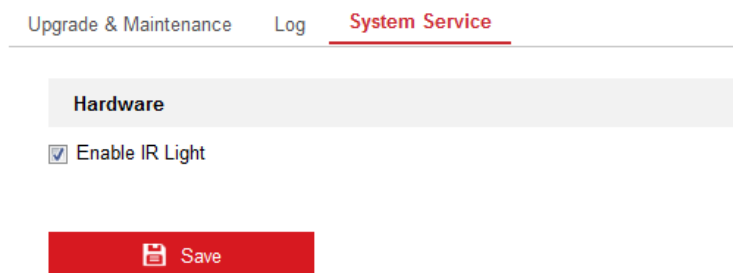 Upgrade & Maintenance Log System Service
Hardware
Enable IR Light
Save